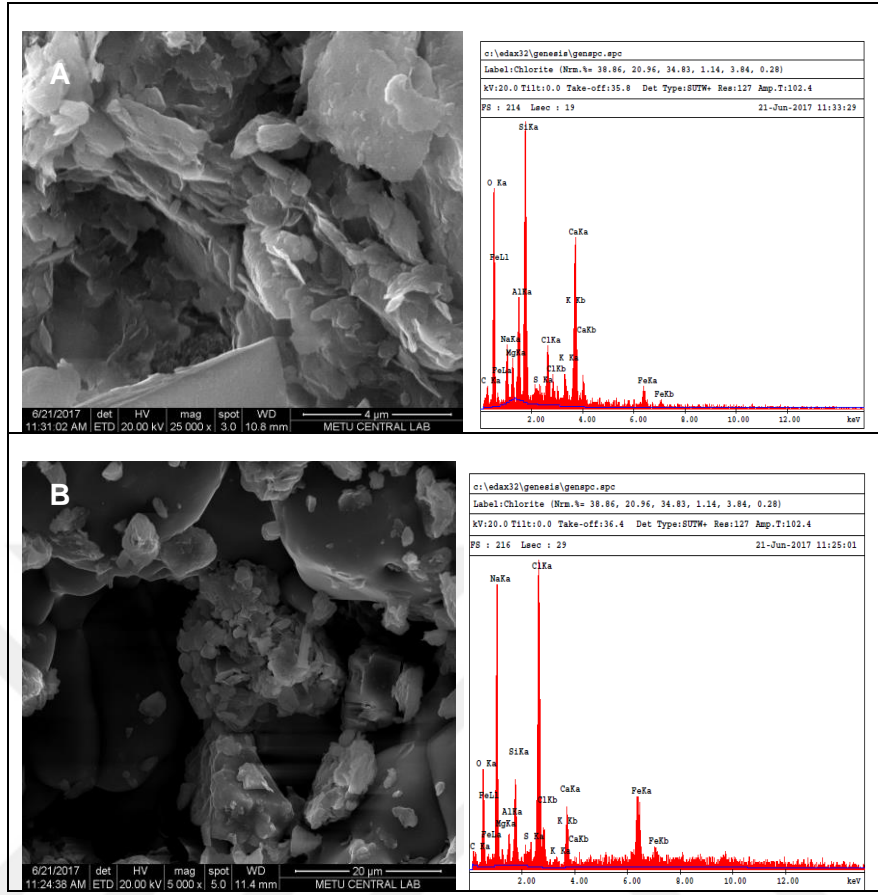 A
6/21/2017 det HV mag spot WD 4 µm
11:31:02 AM ETD 20.00 kV 25 000 x 3.0 10.8 mm METU CENTRAL LAB
c:\edax32\genesis\genspc.spc
Label:Chlorite (Nrm.%= 38.86, 20.96, 34.83, 1.14, 3.84, 0.28)
kV:20.0 Tilt:0.0 Take-off:35.8 Det Type:SUTW+ Res:127 Amp.T:102.4
FS : 214 Lsec : 19 21-Jun-2017 11:33:29
SiKa
O Ka
CaKa
FeLl
AlKa
K Kb
NaKa
ClKa
CaKb
MgKa
ClKb
K Ka
FeLa
C Ka
S Ka
FeKa
FeKb
2.00 4.00 6.00 8.00 10.00 12.00 keV
B
6/21/2017 det HV mag spot WD 20 µm
11:24:38 AM ETD 20.00 kV 5 000 x 5.0 11.4 mm METU CENTRAL LAB
c:\edax32\genesis\genspc.spc
Label:Chlorite (Nrm.%= 38.86, 20.96, 34.83, 1.14, 3.84, 0.28)
kV:20.0 Tilt:0.0 Take-off:36.4 Det Type:SUTW+ Res:127 Amp.T:102.4
FS : 216 Lsec : 29 21-Jun-2017 11:25:01
ClKa
NaKa
SiKa
O Ka
CaKa
FeLl
ClKb
FeKa
AlKa
K Kb
MgKa
FeLa
S Ka
CaKb
FeKb
C Ka
K Ka
2.00 4.00 6.00 8.00 10.00 12.00 keV